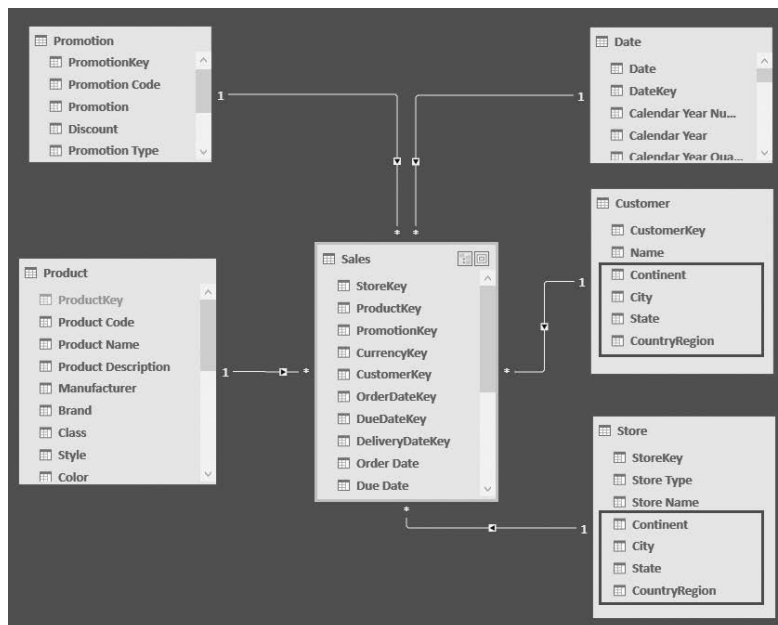 Promotion
PromotionKey
Promotion Code
Promotion
Discount
Promotion Type
1
Date
Date
DateKey
Calendar Year Nu...
Calendar Year
Calendar Year Qua...
1
*
*
Customer
CustomerKey
Name
Continent
City
State
CountryRegion
1
Product
ProductKey
Product Code
Product Name
Product Description
Manufacturer
Brand
Class
Style
Color
1
*
Sales
StoreKey
ProductKey
PromotionKey
CurrencyKey
CustomerKey
OrderDateKey
DueDateKey
DeliveryDateKey
Order Date
Due Date
*
*
Store
StoreKey
Store Type
Store Name
Continent
City
State
CountryRegion
1